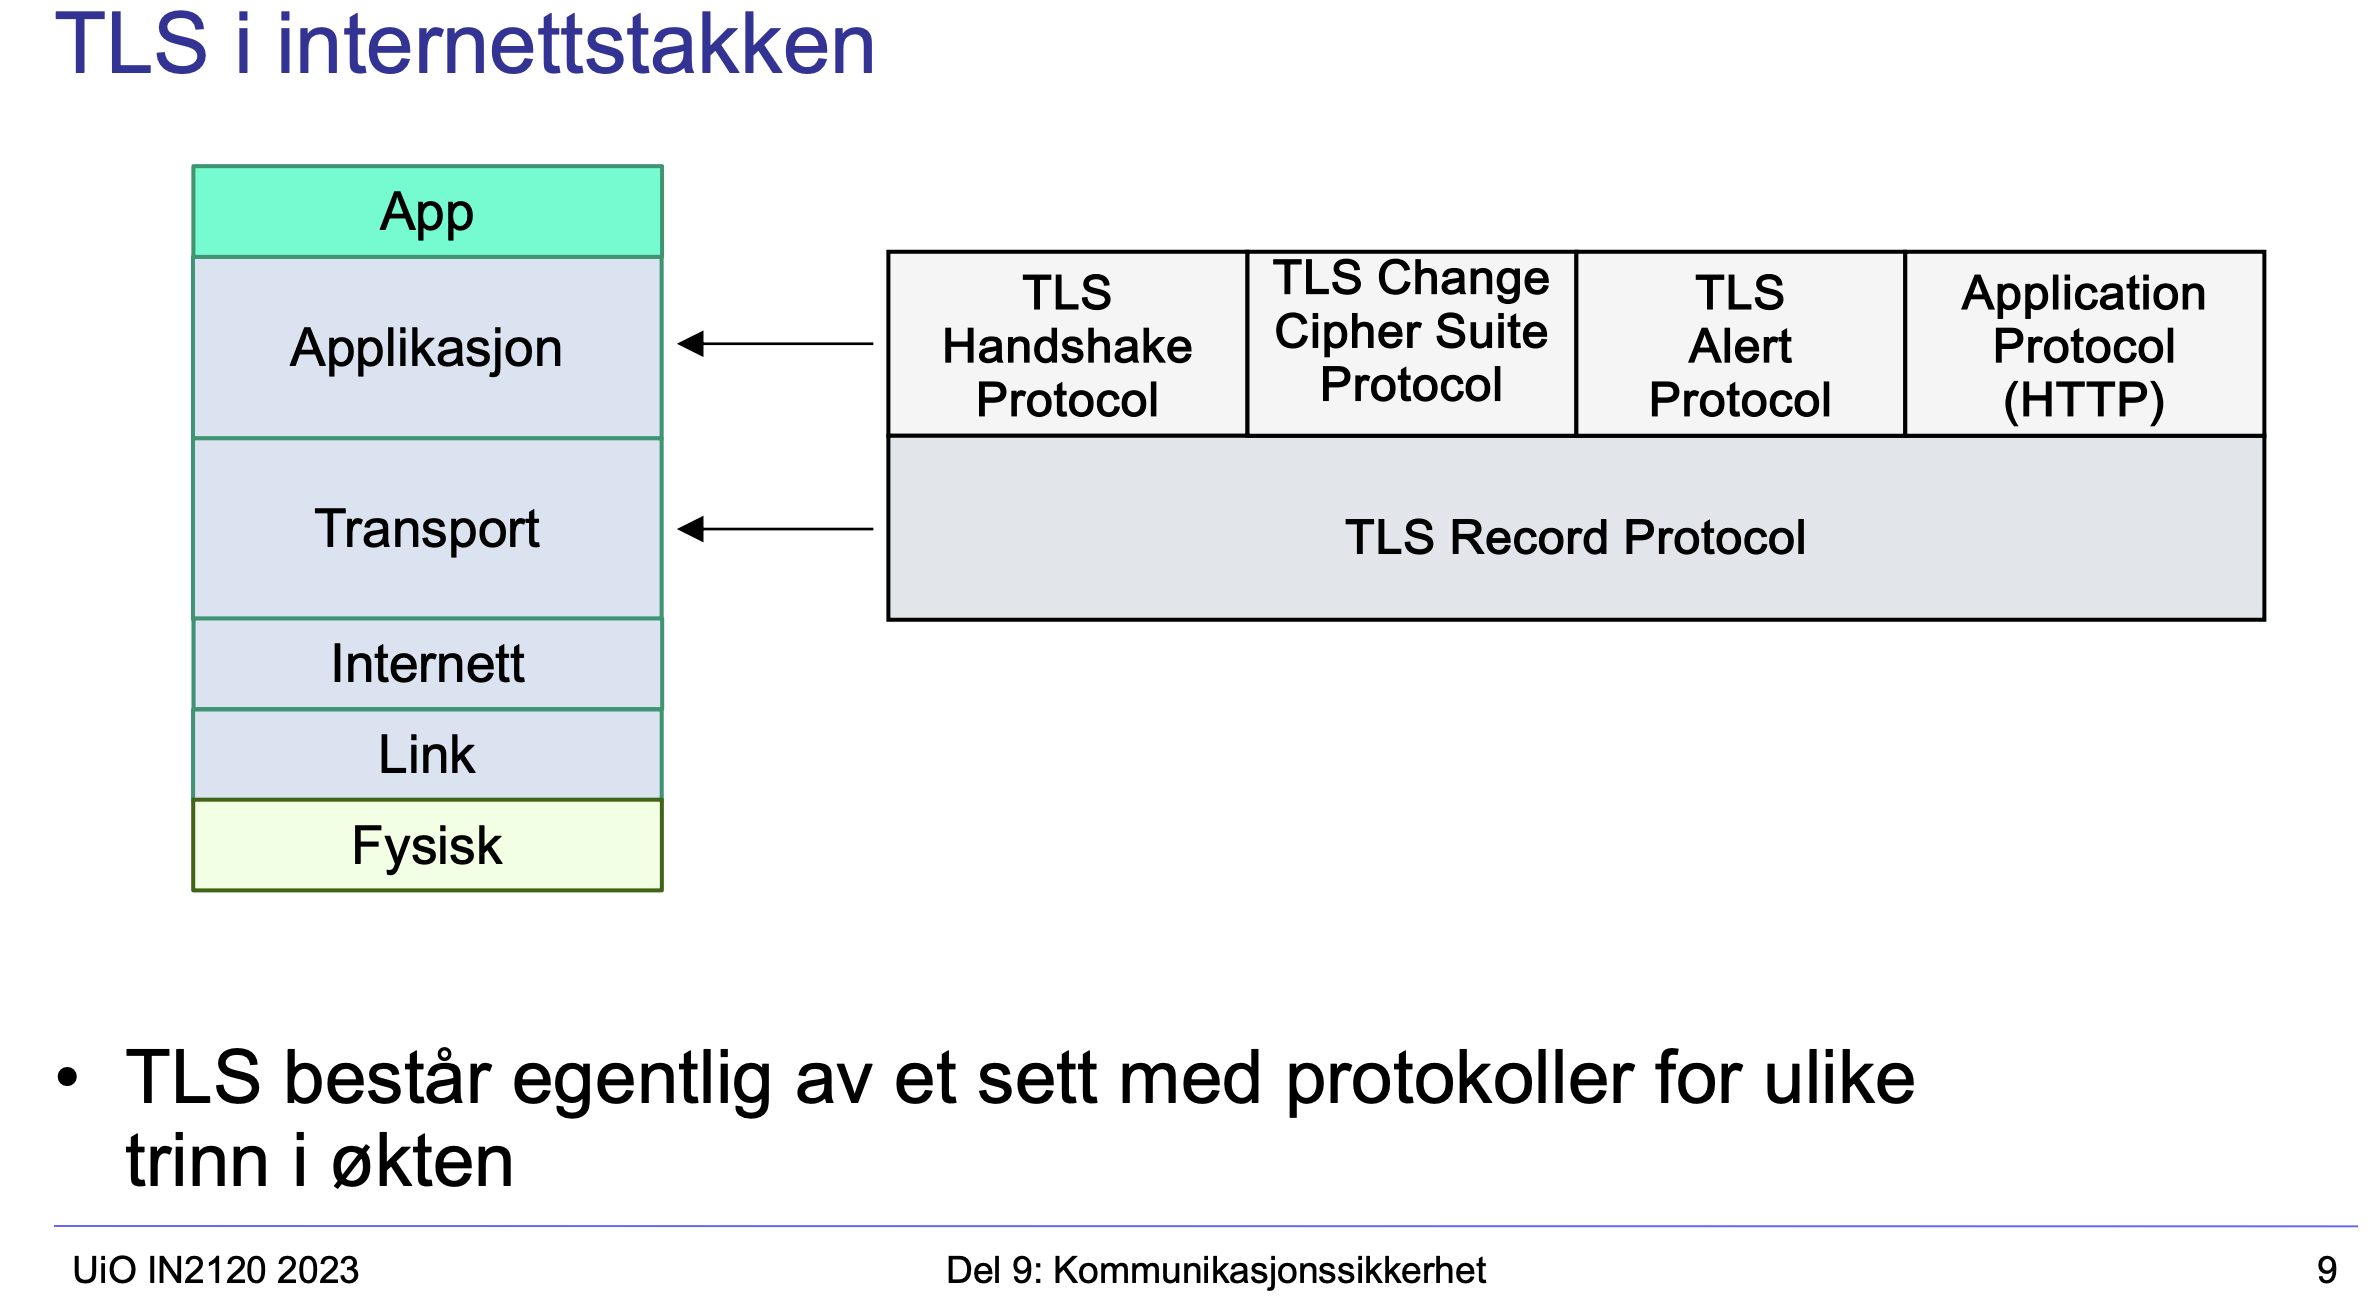 TLS i internettstakken
App
Applikasjon
Transport
Internett
Link
Fysisk
TLS
Handshake
Protocol
TLS Change
Cipher Suite
Protocol
TLS
Alert
Protocol
Application
Protocol
(HTTP)
TLS Record Protocol
• TLS består egentlig av et sett med protokoller for ulike
trinn i økten
UiO IN2120 2023
Del 9: Kommunikasjonssikkerhet
9